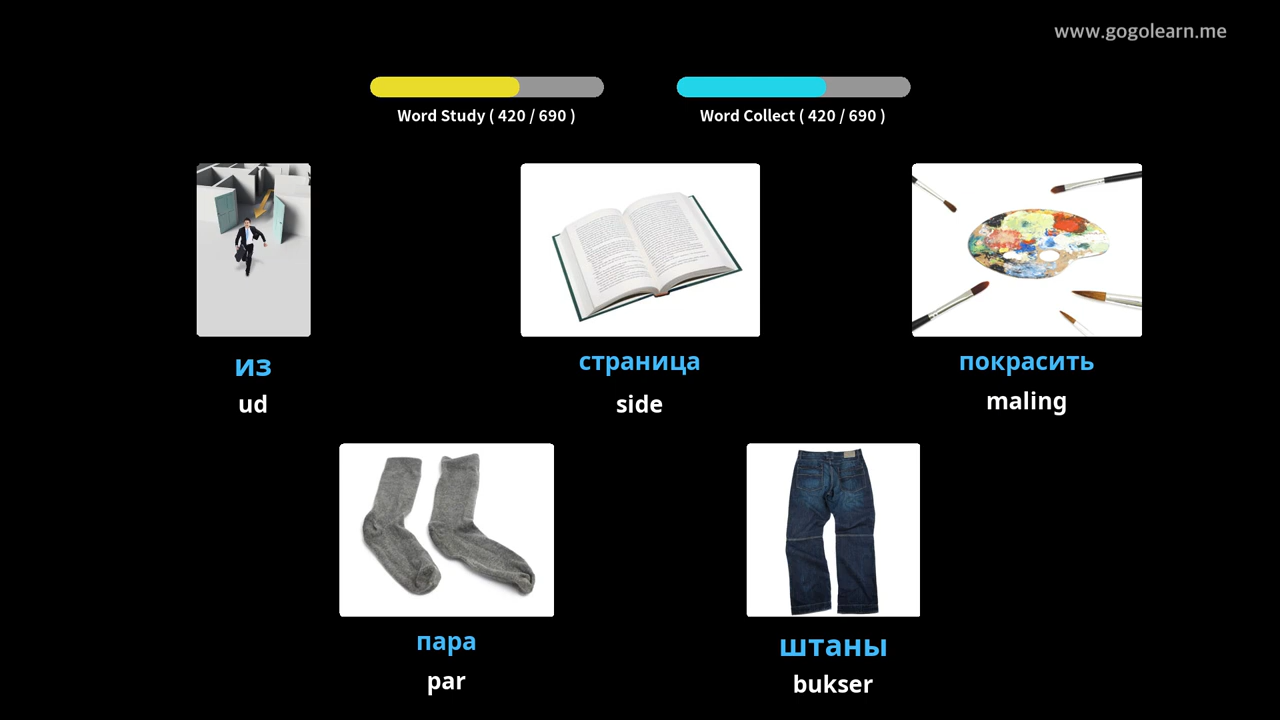 www.gogolearn.me
Word Study ( 420 / 690 )
Word Collect ( 420 / 690 )
из
ud
страница
side
покрасить
maling
пара
par
штаны
bukser